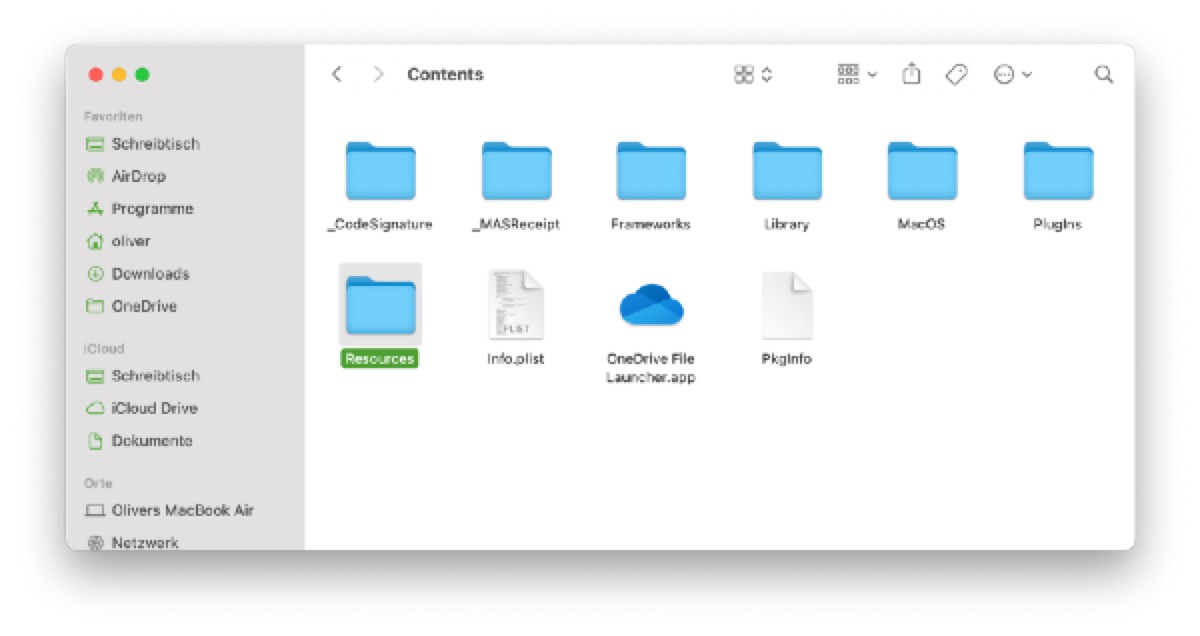 Contents
Favoriten
Schreibtisch
AirDrop
Programme
oliver
Downloads
OneDrive
iCloud
Schreibtisch
iCloud Drive
Dokumente
Orte
Olivers MacBook Air
Netzwerk
_CodeSignature
_MASReceipt
Frameworks
Library
MacOS
PlugIns
Resources
PLIST
Info.plist
OneDrive File
Launcher.app
PkgInfo